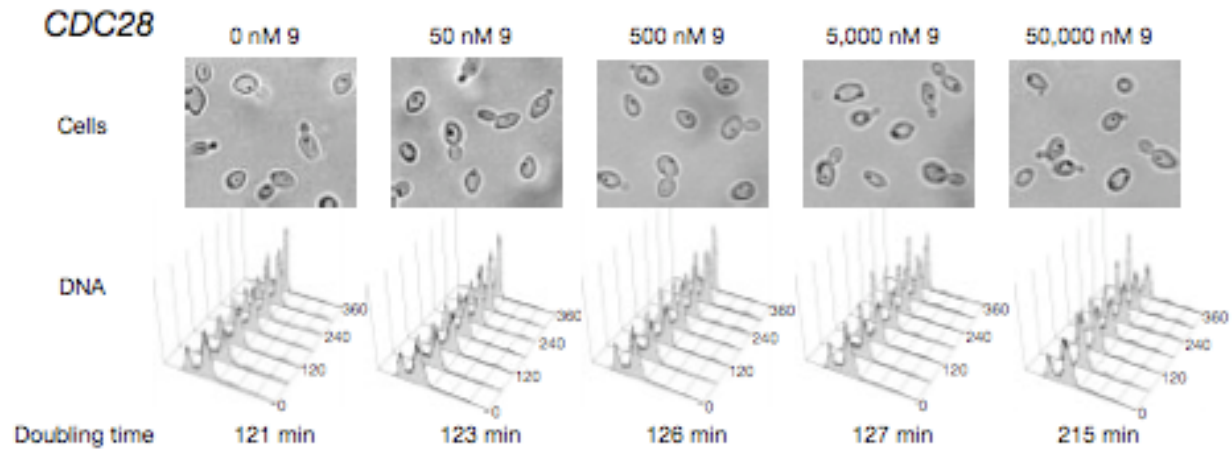 CDC28
0 nM 9 50 nM 9 500 nM 9 5,000 nM 9 50,000 nM 9
Cells
DNA
360 360 360 360 360
240 240 240 240 240
120 120 120 120 120
0 0 0 0 0
Doubling time 121 min 123 min 126 min 127 min 215 min